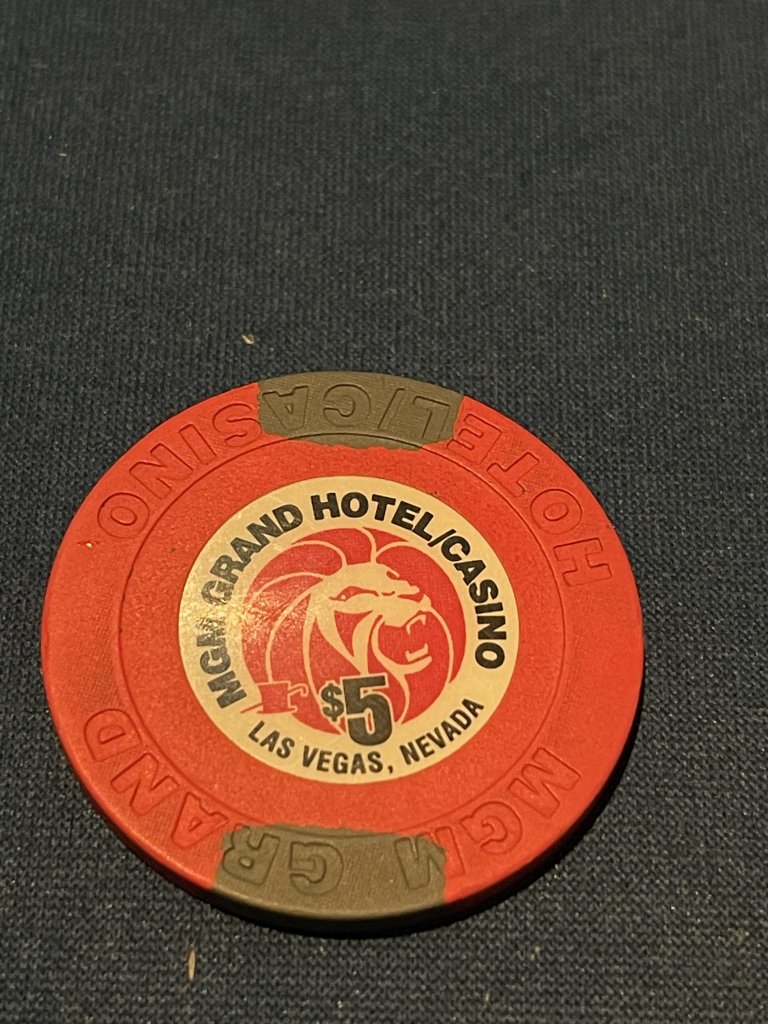 MGM GRAND HOTEL/CASINO
$5
LAS VEGAS, NEVADA
MGM GRAND
HOTEL/CASINO